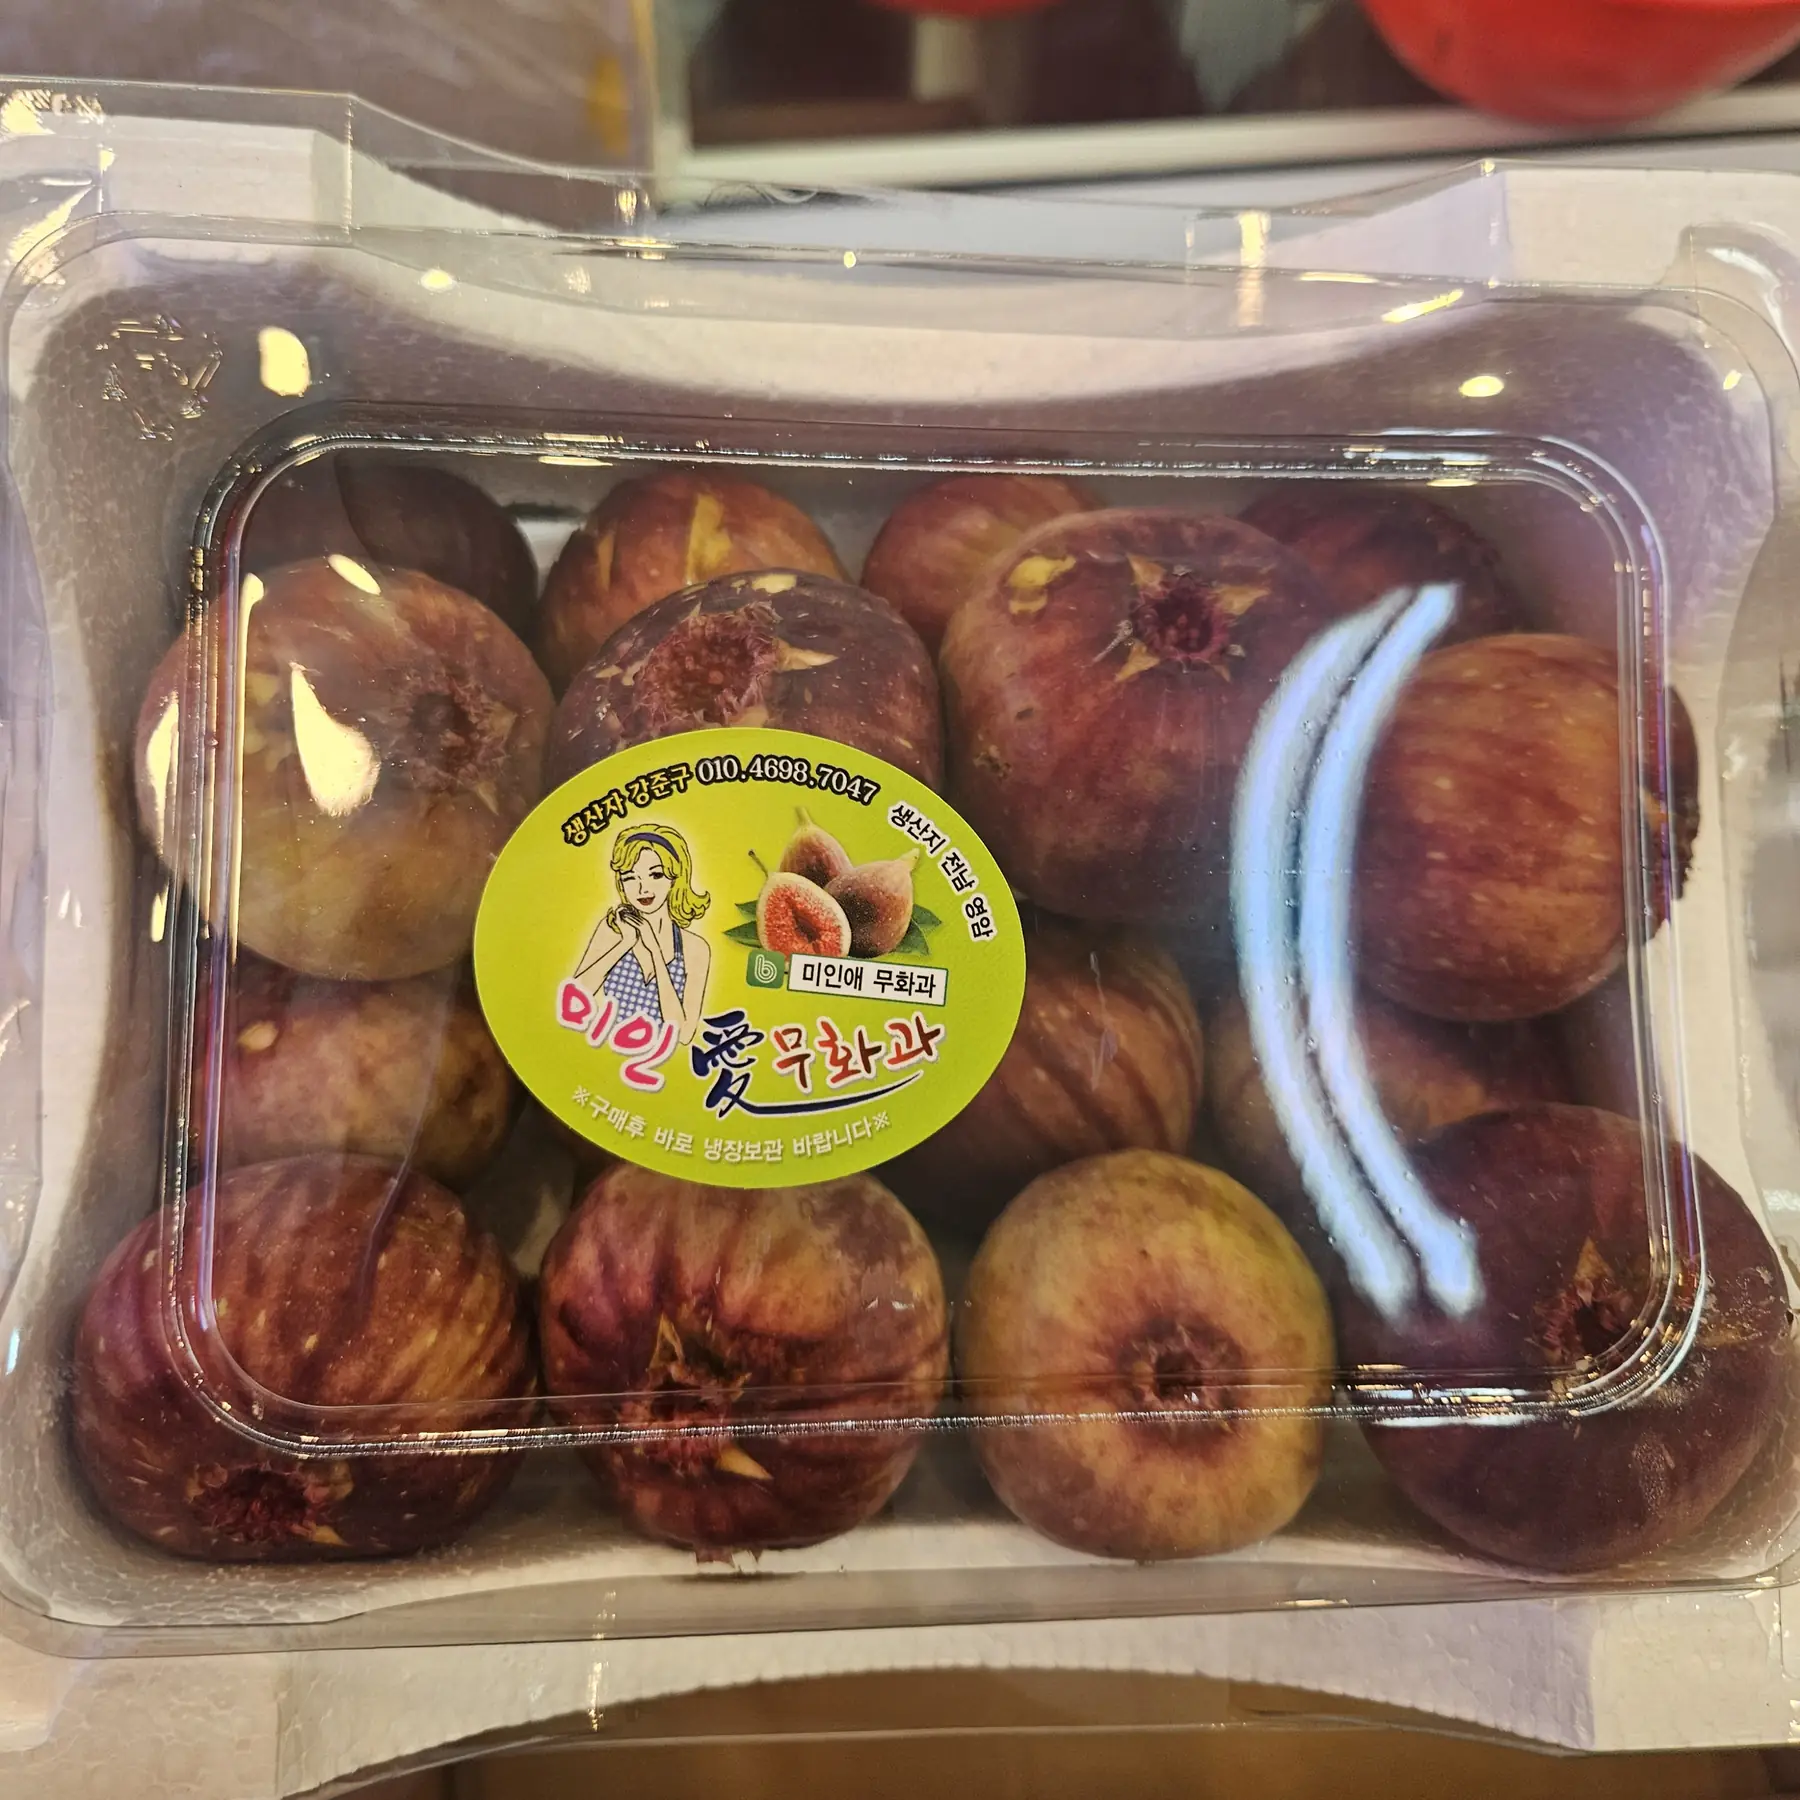 생산자 강준구 010.4698.7047
생산지 전남 영암
b 미인애 무화과
미인 愛 무화과
※구매후 바로 냉장보관 바랍니다※